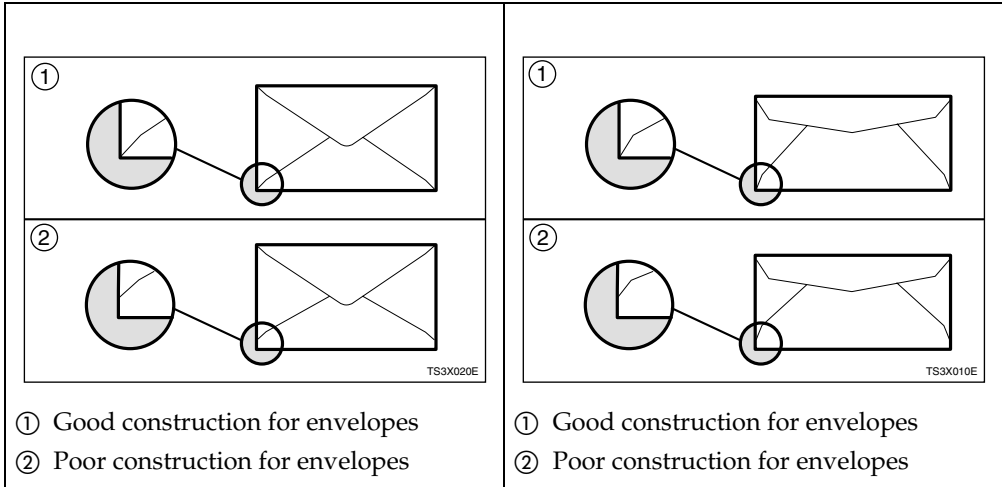 ①
②
TS3X020E
① Good construction for envelopes
② Poor construction for envelopes
①
②
TS3X010E
① Good construction for envelopes
② Poor construction for envelopes